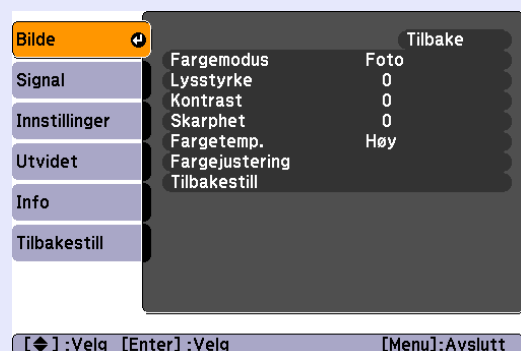 Bilde
Signal
Innstillinger
Utvidet
Info
Tilbakestill
Tilbake
Fargemodus Foto
Lysstyrke 0
Kontrast 0
Skarphet 0
Fargetemp. Høy
Fargejustering
Tilbakestill
[◆] :Velg [Enter] :Velg [Menu]:Avslutt